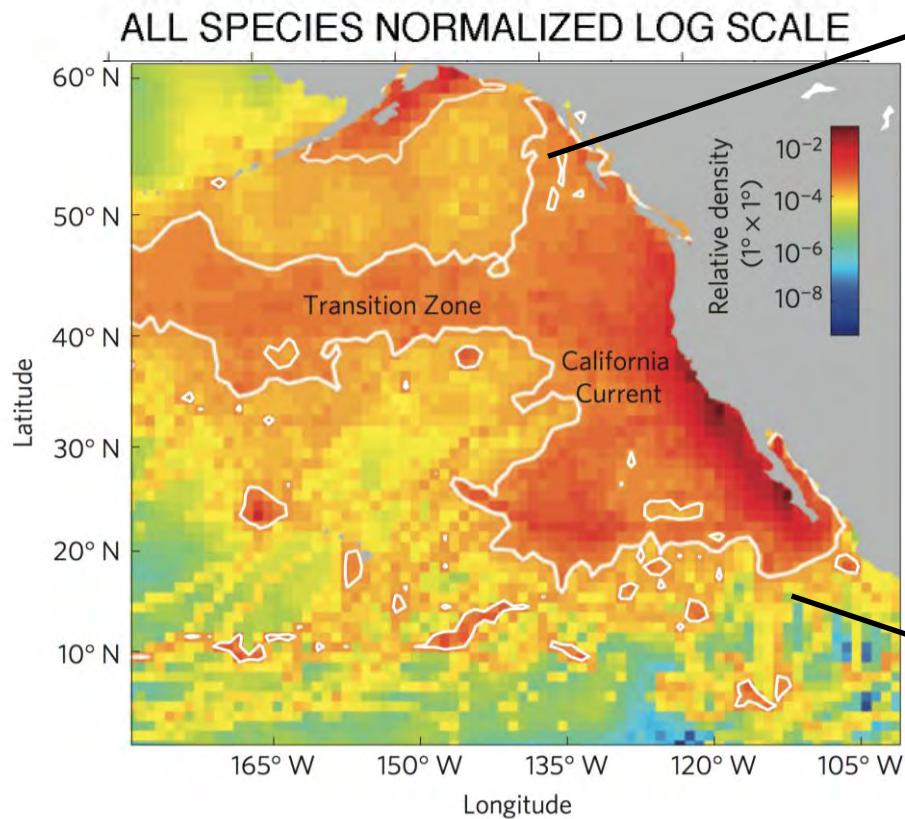 ALL SPECIES NORMALIZED LOG SCALE
60° N
50° N
40° N
30° N
20° N
10° N
Latitude
Transition Zone
California
Current
Relative density
(1° × 1°)
10⁻²
10⁻⁴
10⁻⁶
10⁻⁸
165° W
150° W
135° W
120° W
105° W
Longitude